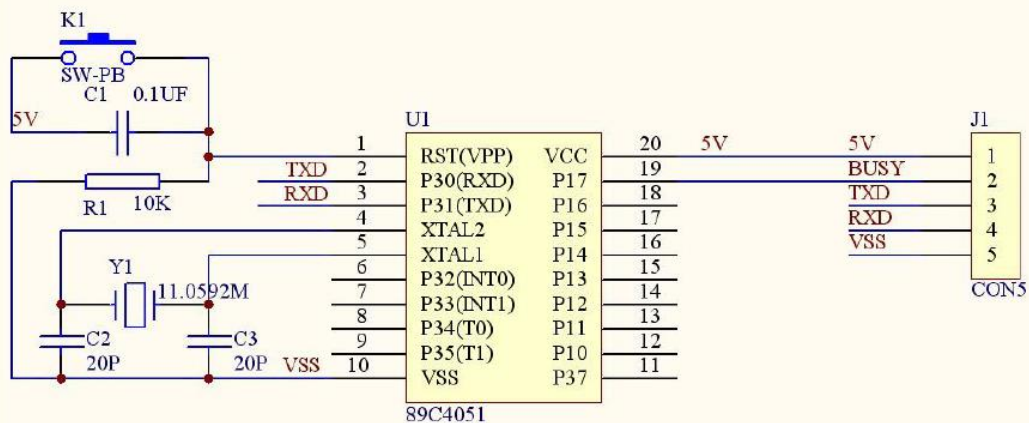 K1
SW-PB
C1 0.1UF
5V
R1 10K
Y1
11.0592M
C2
20P
C3
20P
TXD
RXD
VSS
U1
1 RST(VPP) VCC 20
2 P30(RXD) P17 19
3 P31(TXD) P16 18
4 XTAL2 P15 17
5 XTAL1 P14 16
6 P32(INT0) P13 15
7 P33(INT1) P12 14
8 P34(T0) P11 13
9 P35(T1) P10 12
10 VSS P37 11
89C4051
5V
J1
5V 1
BUSY 2
TXD 3
RXD 4
VSS 5
CON5